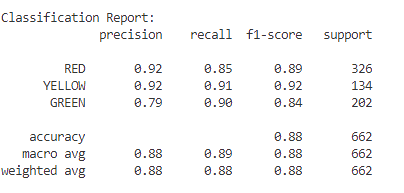 Classification Report:
precision recall f1-score support
RED 0.92 0.85 0.89 326
YELLOW 0.92 0.91 0.92 134
GREEN 0.79 0.90 0.84 202
accuracy 0.88 662
macro avg 0.88 0.89 0.88 662
weighted avg 0.88 0.88 0.88 662